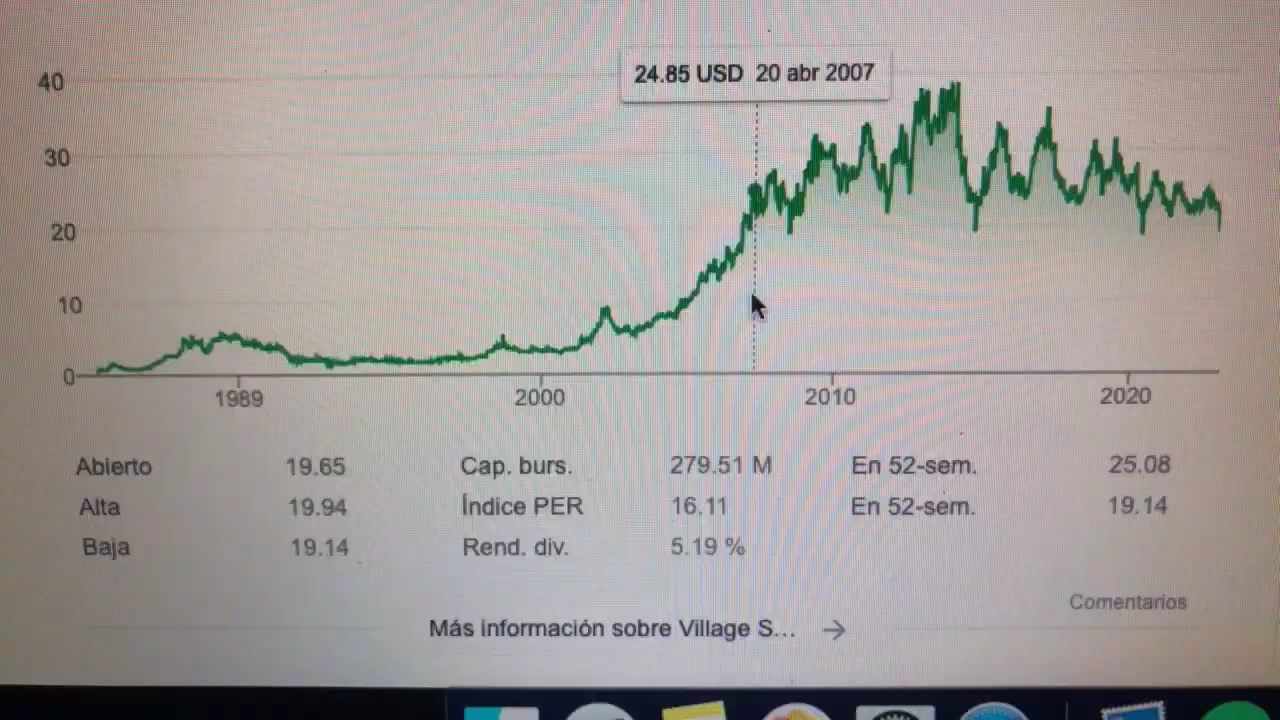 24.85 USD 20 abr 2007
40
30
20
10
0
1989 2000 2010 2020
Abierto 19.65 Cap. burs. 279.51 M En 52-sem. 25.08
Alta 19.94 Índice PER 16.11 En 52-sem. 19.14
Baja 19.14 Rend. div. 5.19 %
Comentarios
Más información sobre Village S...